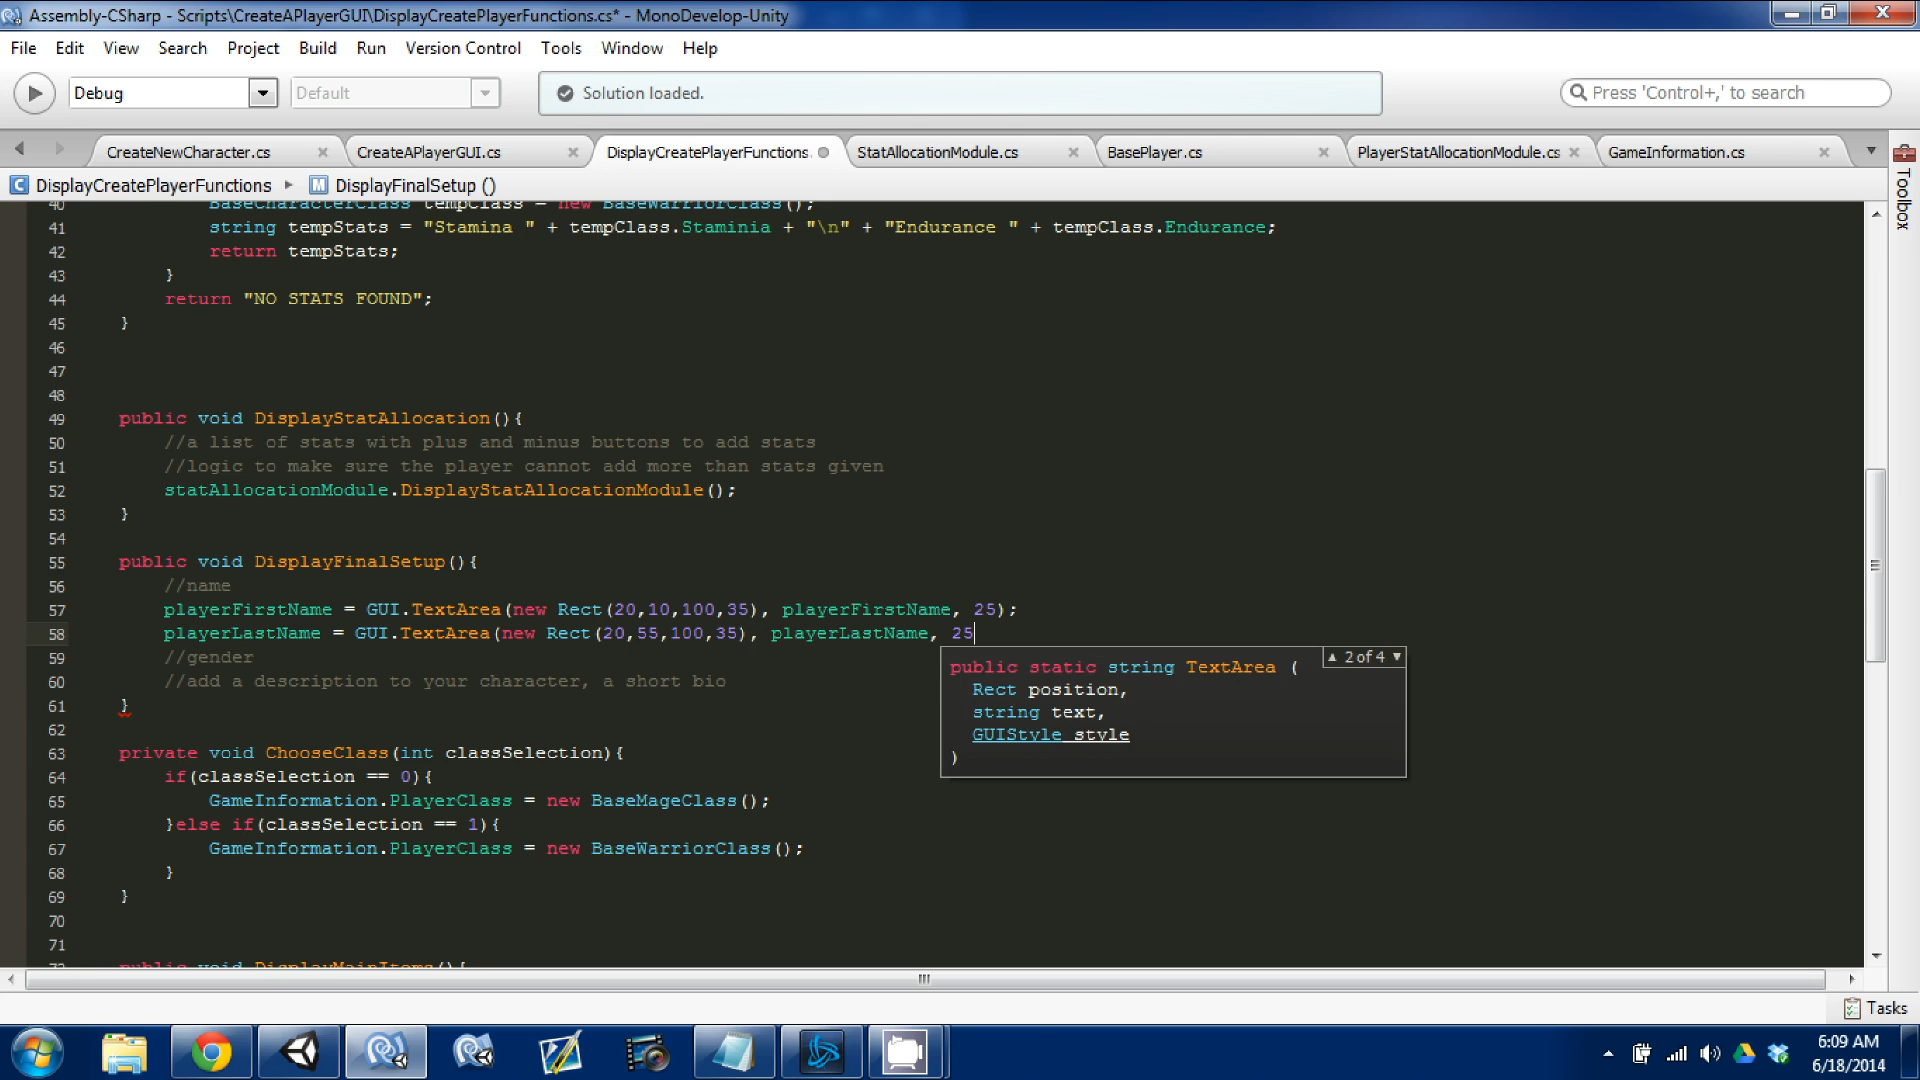 Assembly-CSharp - Scripts\CreateAPlayerGUI\DisplayCreatePlayerFunctions.cs* - MonoDevelop-Unity
File Edit View Search Project Build Run Version Control Tools Window Help
Debug Default Solution loaded. Press 'Control+,' to search
CreateNewCharacter.cs CreateAPlayerGUI.cs DisplayCreatePlayerFunctions. StatAllocationModule.cs BasePlayer.cs PlayerStatAllocationModule.cs GameInformation.cs
Toolbox
DisplayCreatePlayerFunctions DisplayFinalSetup ()
40 BaseCharacterClass tempClass = new BaseWarriorClass();
41 string tempStats = "Stamina " + tempClass.Staminia + "\n" + "Endurance " + tempClass.Endurance;
42 return tempStats;
43 }
44 return "NO STATS FOUND";
45 }
46
47
48
49 public void DisplayStatAllocation(){
50 //a list of stats with plus and minus buttons to add stats
51 //logic to make sure the player cannot add more than stats given
52 statAllocationModule.DisplayStatAllocationModule();
53 }
54
55 public void DisplayFinalSetup(){
56 //name
57 playerFirstName = GUI.TextArea(new Rect(20,10,100,35), playerFirstName, 25);
58 playerLastName = GUI.TextArea(new Rect(20,55,100,35), playerLastName, 25
59 //gender
60 //add a description to your character, a short bio
61 }
62
63 private void ChooseClass(int classSelection){
64 if(classSelection == 0){
65 GameInformation.PlayerClass = new BaseMageClass();
66 }else if(classSelection == 1){
67 GameInformation.PlayerClass = new BaseWarriorClass();
68 }
69 }
70
71
72 public void DisplayMainItems(){
2 of 4
public static string TextArea (
Rect position,
string text,
GUIStyle style
)
Tasks
6:09 AM
6/18/2014